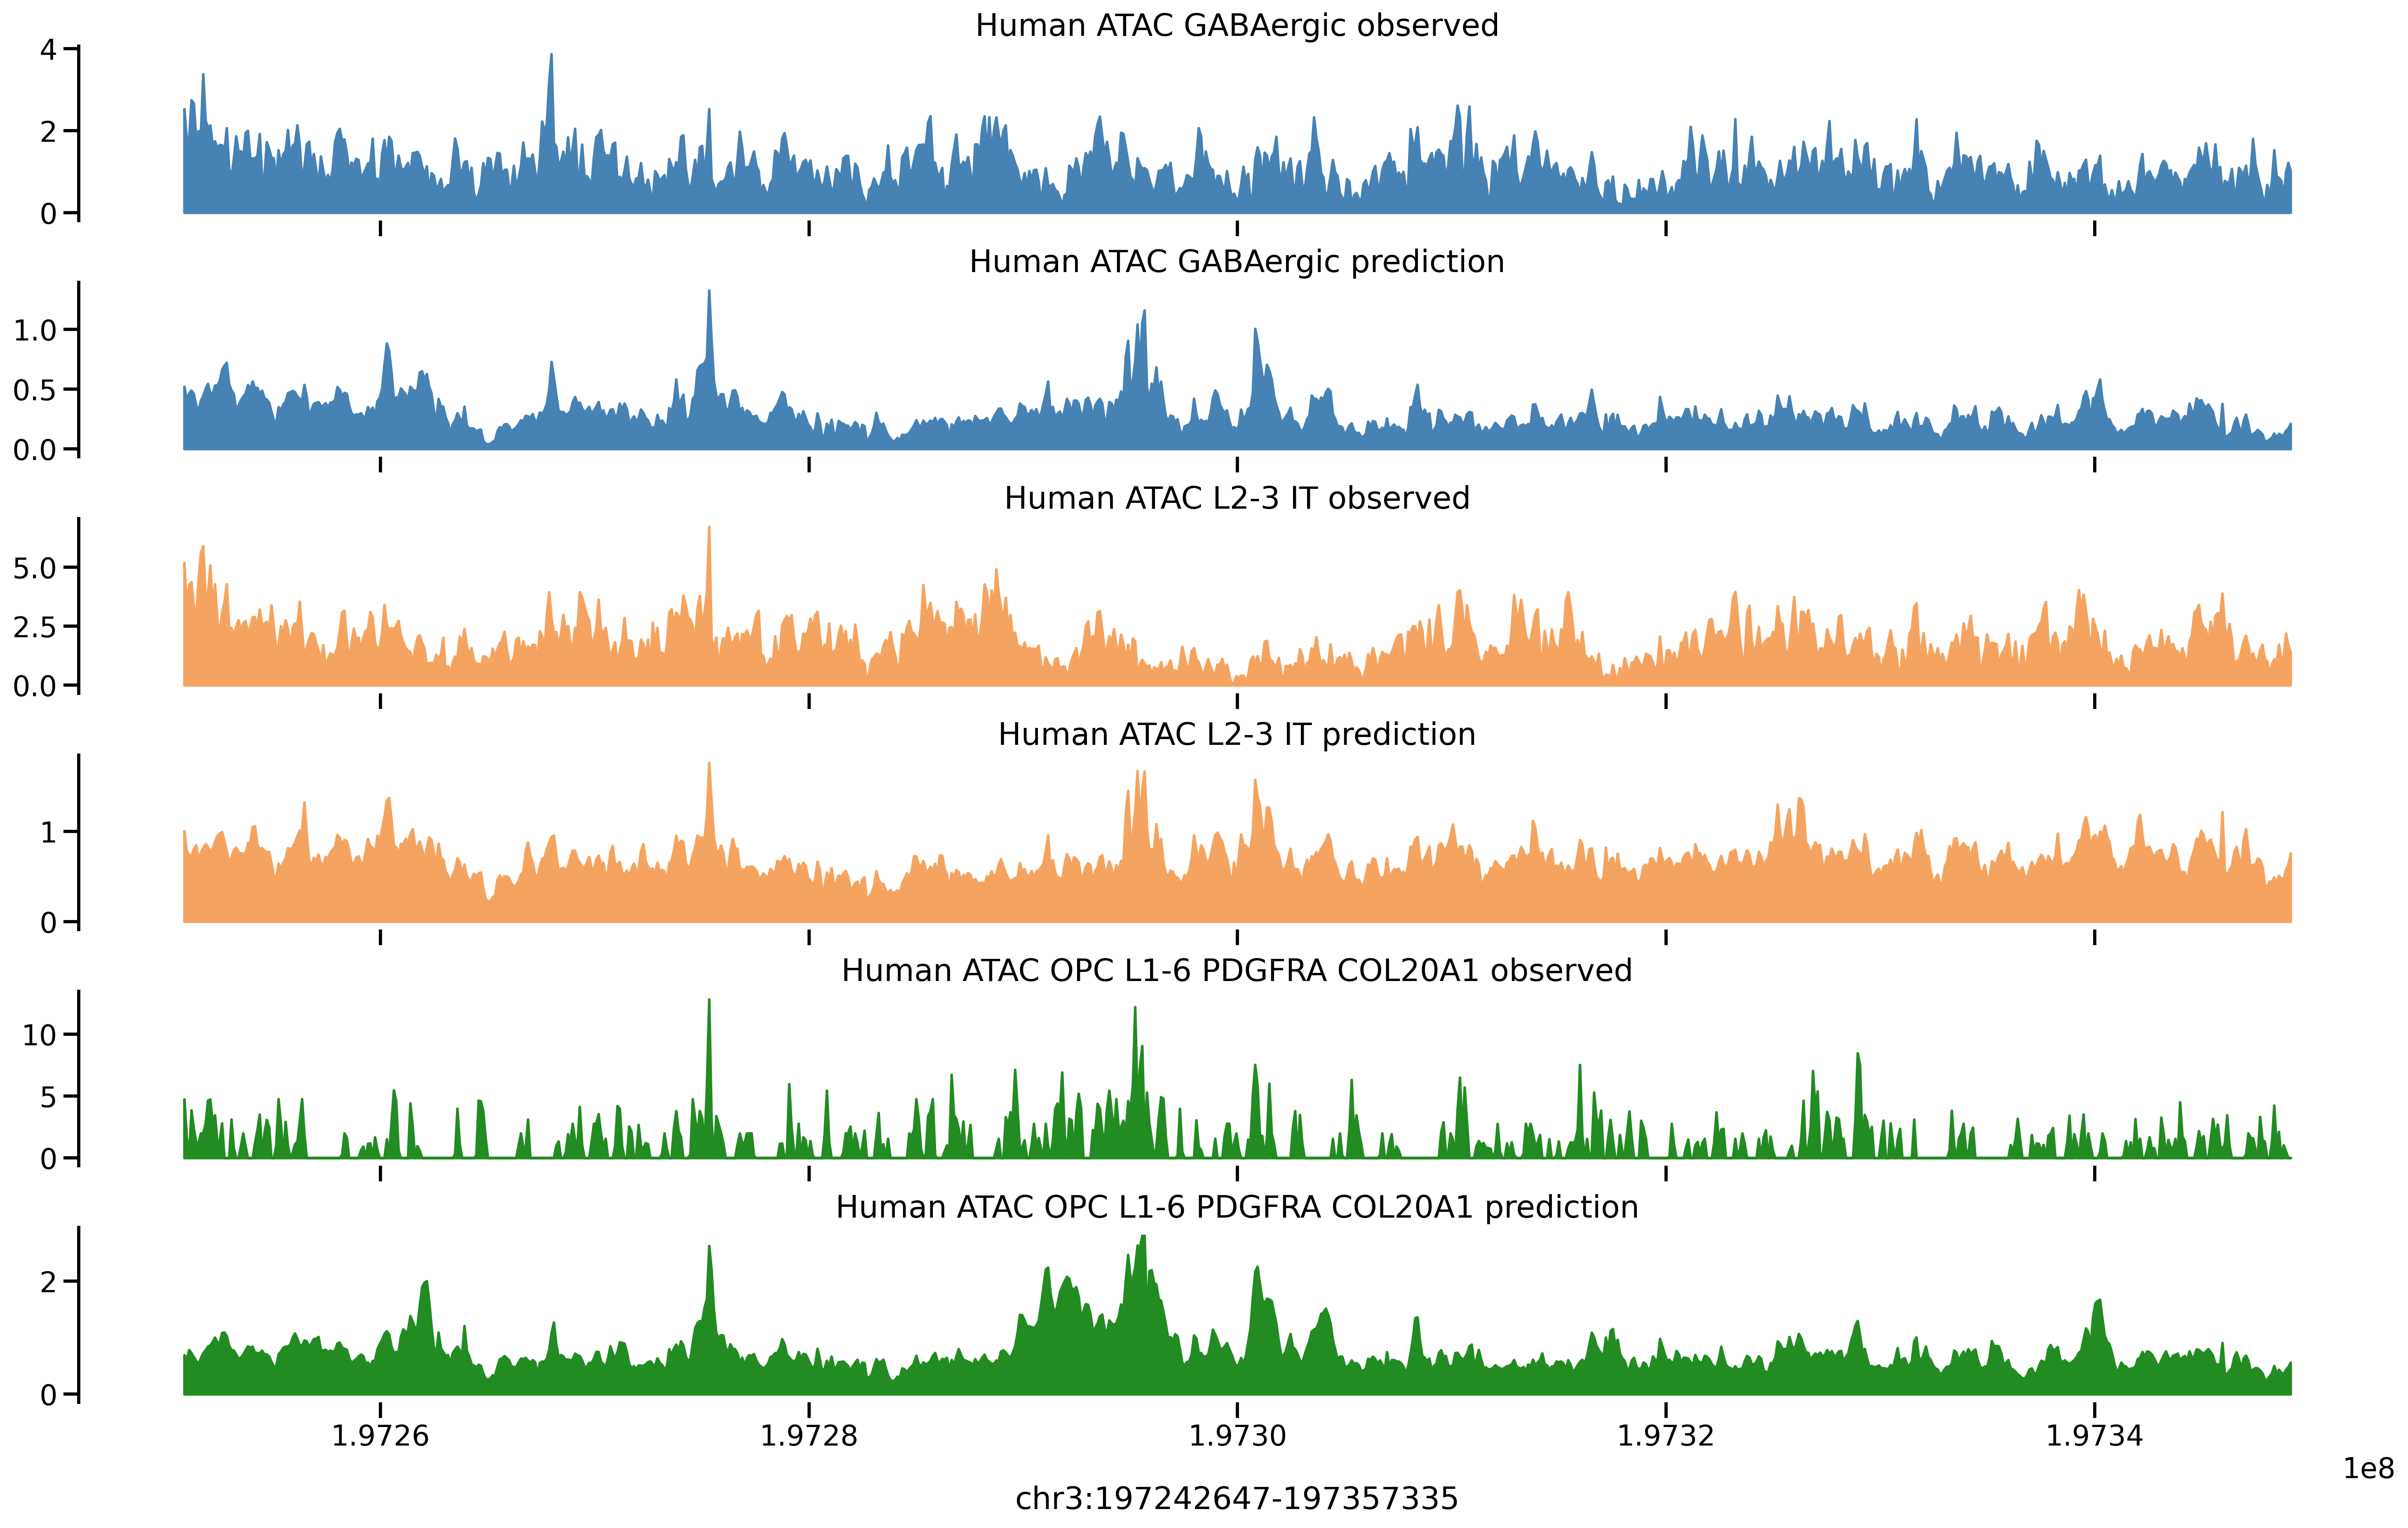 Human ATAC GABAergic observed
4
2
0
Human ATAC GABAergic prediction
1.0
0.5
0.0
Human ATAC L2-3 IT observed
5.0
2.5
0.0
Human ATAC L2-3 IT prediction
1
0
Human ATAC OPC L1-6 PDGFRA COL20A1 observed
10
5
0
Human ATAC OPC L1-6 PDGFRA COL20A1 prediction
2
0
1.9726 1.9728 1.9730 1.9732 1.9734
1e8
chr3:197242647-197357335